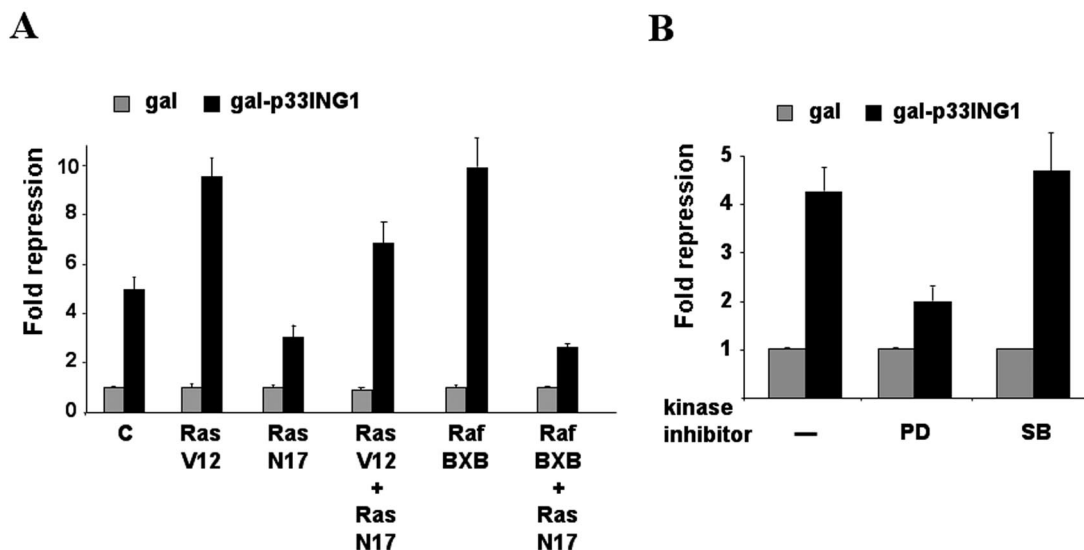 A
gal gal-p33ING1
Fold repression
10
8
6
4
2
0
C Ras Ras Ras Raf Raf
V12 N17 V12 BXB BXB
+ +
Ras Ras
N17 N17
B
gal gal-p33ING1
Fold repression
5
4
3
2
1
kinase
inhibitor — PD SB